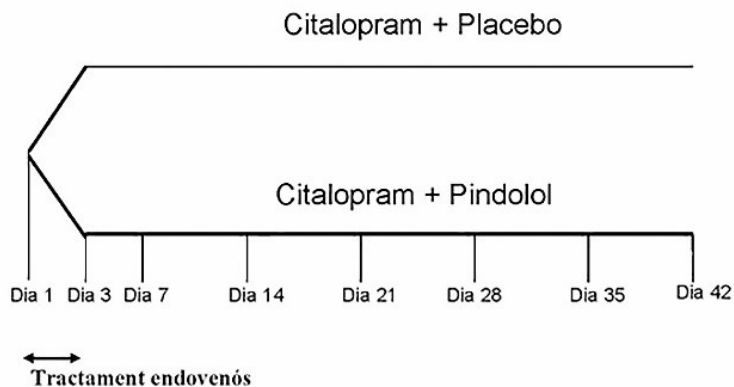 Citalopram + Placebo
Citalopram + Pindolol
Dia 1 Dia 3 Dia 7 Dia 14 Dia 21 Dia 28 Dia 35 Dia 42
Tractament endovenós